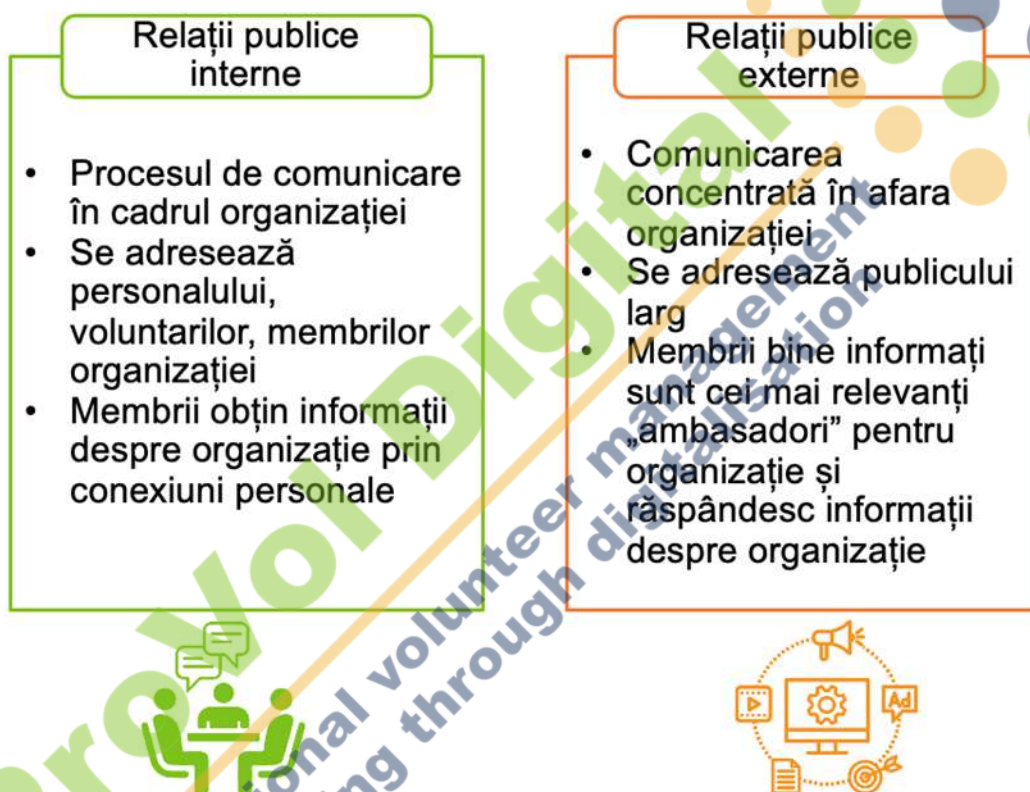 Relații publice
interne
• Procesul de comunicare
în cadrul organizației
• Se adresează
personalului,
voluntarilor, membrilor
organizației
• Membrii obțin informații
despre organizație prin
conexiuni personale
Relații publice
externe
• Comunicarea
concentrată în afara
organizației
• Se adresează publicului
larg
• Membrii bine informați
sunt cei mai relevanți
„ambasadori” pentru
organizație și
răspândesc informații
despre organizație
Ad
ProVol Digital
volunteer management
through digitalisation